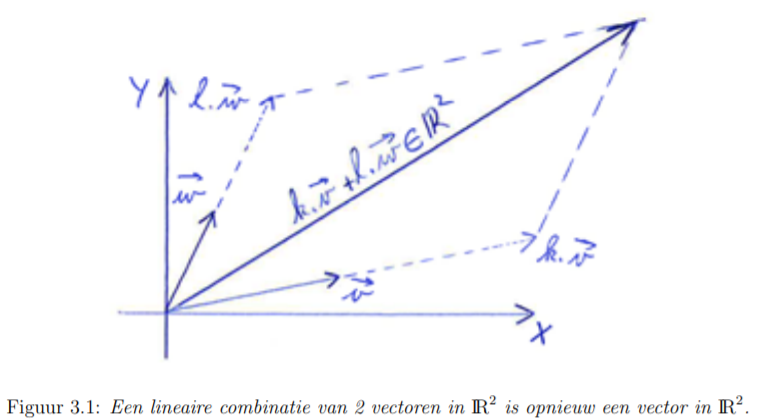 Y
l.w⃗
w⃗
k.v⃗ + l.w⃗ ∈ ℝ²
k.v⃗
v⃗
X
Figuur 3.1: Een lineaire combinatie van 2 vectoren in ℝ² is opnieuw een vector in ℝ².